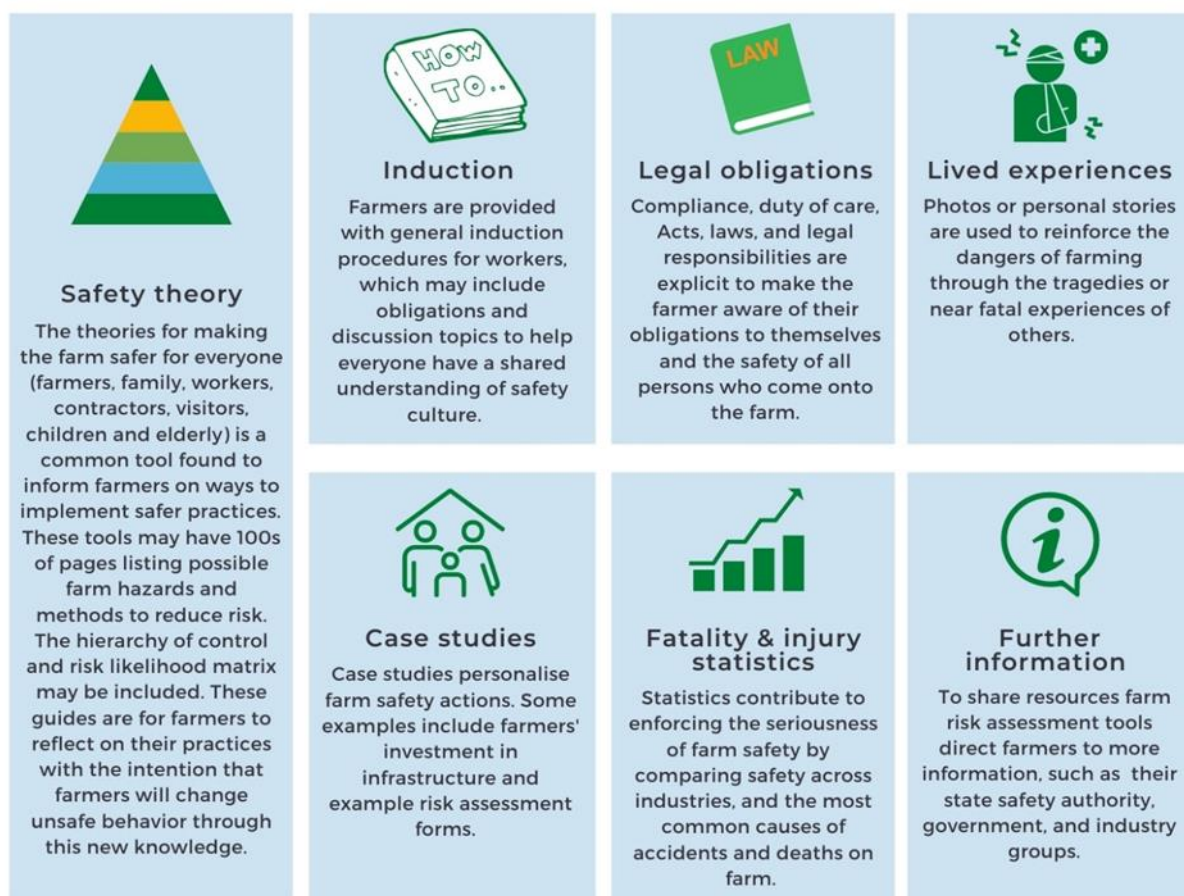 Safety theory
The theories for making
the farm safer for everyone
(farmers, family, workers,
contractors, visitors,
children and elderly) is a
common tool found to
inform farmers on ways to
implement safer practices.
These tools may have 100s
of pages listing possible
farm hazards and
methods to reduce risk.
The hierarchy of control
and risk likelihood matrix
may be included. These
guides are for farmers to
reflect on their practices
with the intention that
farmers will change
unsafe behavior through
this new knowledge.
HOW
TO..
Induction
Farmers are provided
with general induction
procedures for workers,
which may include
obligations and
discussion topics to help
everyone have a shared
understanding of safety
culture.
LAW
Legal obligations
Compliance, duty of care,
Acts, laws, and legal
responsibilities are
explicit to make the
farmer aware of their
obligations to themselves
and the safety of all
persons who come onto
the farm.
Lived experiences
Photos or personal stories
are used to reinforce the
dangers of farming
through the tragedies or
near fatal experiences of
others.
Case studies
Case studies personalise
farm safety actions. Some
examples include farmers'
investment in
infrastructure and
example risk assessment
forms.
Fatality & injury
statistics
Statistics contribute to
enforcing the seriousness
of farm safety by
comparing safety across
industries, and the most
common causes of
accidents and deaths on
farm.
Further
information
To share resources farm
risk assessment tools
direct farmers to more
information, such as their
state safety authority,
government, and industry
groups.